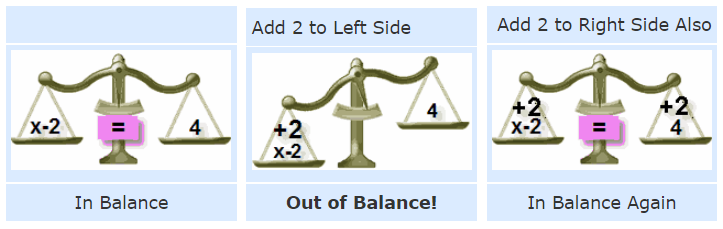 Add 2 to Left Side
Add 2 to Right Side Also
x-2
=
4
+2
x-2
4
+2
x-2
=
+2
4
In Balance
Out of Balance!
In Balance Again